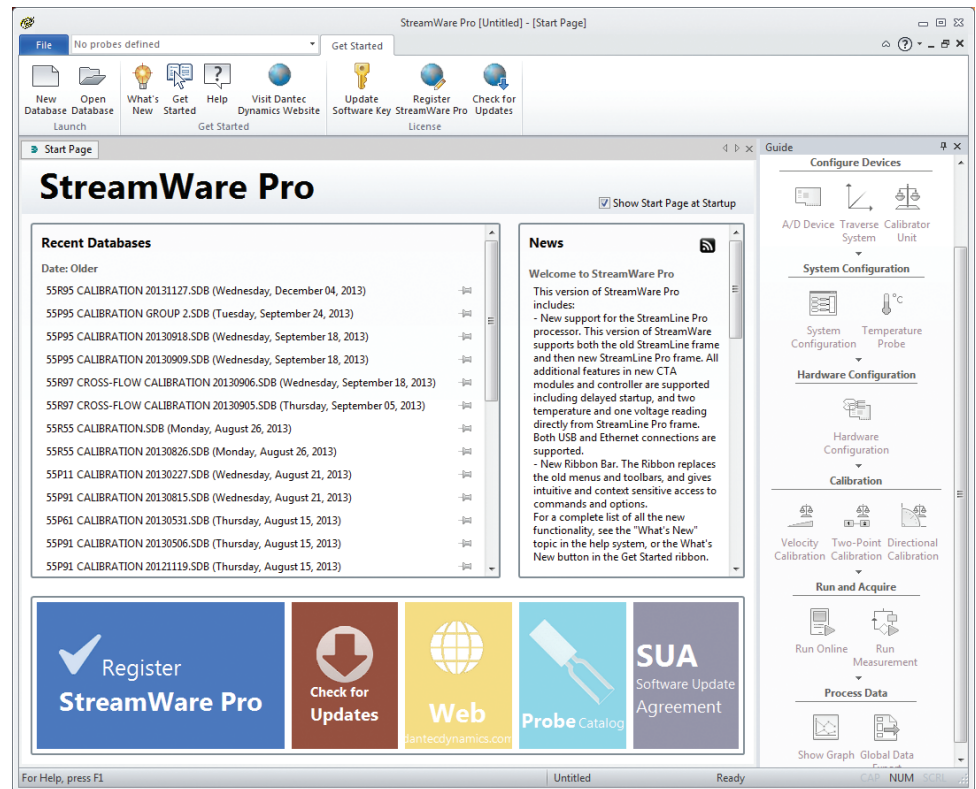 StreamWare Pro [Untitled] - [Start Page]
File
No probes defined
Get Started
New Database
Open Database
What's New
Get Started
Help
Visit Dantec Dynamics Website
Update Software Key
Register StreamWare Pro
Check for Updates
Launch
Get Started
License
Start Page
StreamWare Pro
Show Start Page at Startup
Recent Databases
Date: Older
55R95 CALIBRATION 20131127.SDB (Wednesday, December 04, 2013)
55P95 CALIBRATION GROUP 2.SDB (Tuesday, September 24, 2013)
55P95 CALIBRATION 20130918.SDB (Wednesday, September 18, 2013)
55P95 CALIBRATION 20130909.SDB (Wednesday, September 18, 2013)
55R97 CROSS-FLOW CALIBRATION 20130906.SDB (Wednesday, September 18, 2013)
55R97 CROSS-FLOW CALIBRATION 20130905.SDB (Thursday, September 05, 2013)
55R55 CALIBRATION.SDB (Monday, August 26, 2013)
55R55 CALIBRATION 20130826.SDB (Monday, August 26, 2013)
55P11 CALIBRATION 20130227.SDB (Wednesday, August 21, 2013)
55P91 CALIBRATION 20130815.SDB (Wednesday, August 21, 2013)
55P61 CALIBRATION 20130531.SDB (Thursday, August 15, 2013)
55P91 CALIBRATION 20130506.SDB (Thursday, August 15, 2013)
55P91 CALIBRATION 20121119.SDB (Thursday, August 15, 2013)
News
Welcome to StreamWare Pro
This version of StreamWare Pro
includes:
- New support for the StreamLine Pro
processor. This version of StreamWare
supports both the old StreamLine frame
and then new StreamLine Pro frame. All
additional features in new CTA
modules and controller are supported
including delayed startup, and two
temperature and one voltage reading
directly from StreamLine Pro frame.
Both USB and Ethernet connections are
supported.
- New Ribbon Bar. The Ribbon replaces
the old menus and toolbars, and gives
intuitive and context sensitive access to
commands and options.
For a complete list of all the new
functionality, see the "What's New"
topic in the help system, or the What's
New button in the Get Started ribbon.
Register
StreamWare Pro
Check for
Updates
Web
dantecdynamics.com
Probe Catalog
SUA
Software Update
Agreement
Guide
Configure Devices
A/D Device
Traverse System
Calibrator Unit
System Configuration
System Configuration
Temperature Probe
°C
Hardware Configuration
Hardware
Configuration
Calibration
Velocity Calibration
Two-Point Calibration
Directional Calibration
Run and Acquire
Run Online
Run Measurement
Process Data
Show Graph
Global Data
For Help, press F1
Untitled
Ready
CAP NUM SCRL